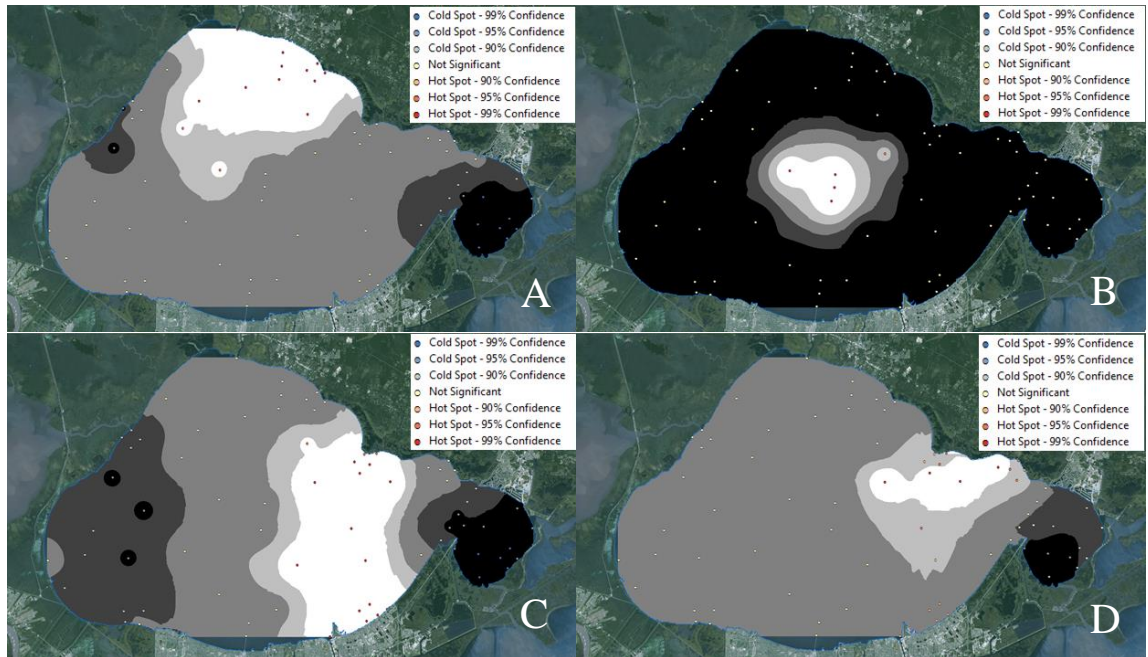 Cold Spot - 99% Confidence
Cold Spot - 95% Confidence
Cold Spot - 90% Confidence
Not Significant
Hot Spot - 90% Confidence
Hot Spot - 95% Confidence
Hot Spot - 99% Confidence
A
Cold Spot - 99% Confidence
Cold Spot - 95% Confidence
Cold Spot - 90% Confidence
Not Significant
Hot Spot - 90% Confidence
Hot Spot - 95% Confidence
Hot Spot - 99% Confidence
B
Cold Spot - 99% Confidence
Cold Spot - 95% Confidence
Cold Spot - 90% Confidence
Not Significant
Hot Spot - 90% Confidence
Hot Spot - 95% Confidence
Hot Spot - 99% Confidence
C
Cold Spot - 99% Confidence
Cold Spot - 95% Confidence
Cold Spot - 90% Confidence
Not Significant
Hot Spot - 90% Confidence
Hot Spot - 95% Confidence
Hot Spot - 99% Confidence
D